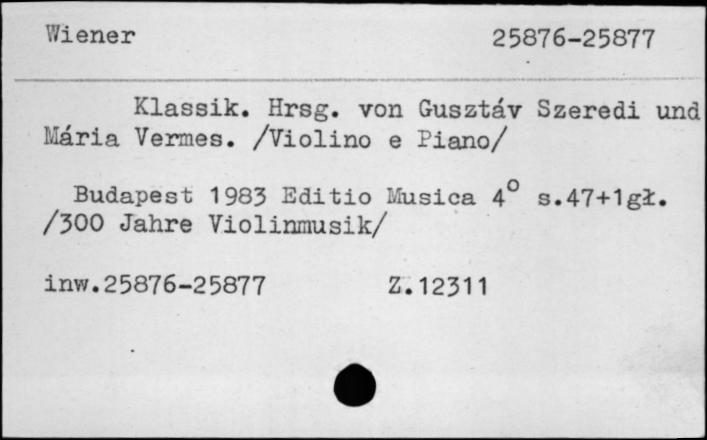 Wiener 25876-25877
Klassik. Hrsg. von Gusztáv Szeredi und
Mária Vermes. /Violino e Piano/
Budapest 1983 Editio Musica 4° s.47+1gł.
/300 Jahre Violinmusik/
inw.25876-25877 Z.12311